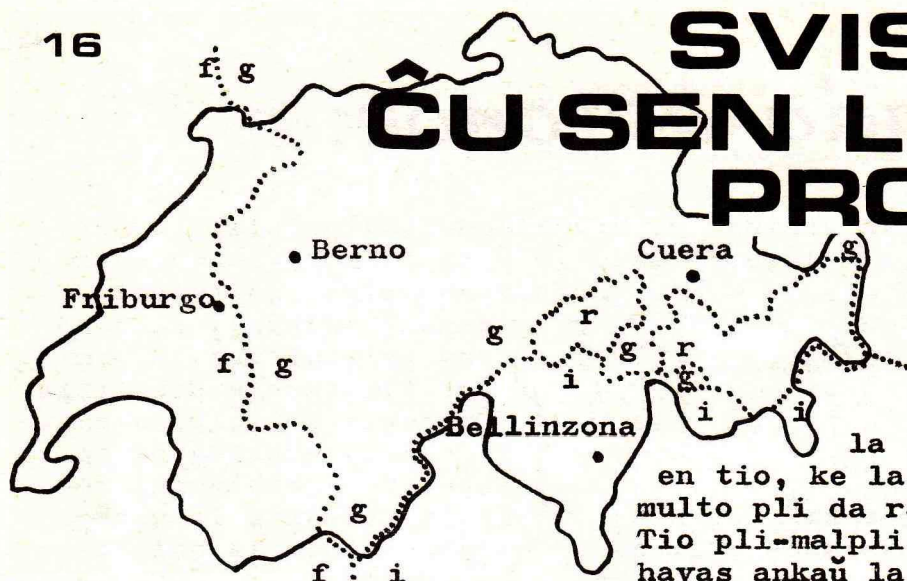 16
SVIS
ĈU SEN L
PRO
f g
Berno
Cuera
g
Friburgo
r
g
g
r
f g
i
g
i
i
Bellinzona
la
en tio, ke la
multo pli da r
Tio pli-malpli
g
f i
havas ankaŭ la